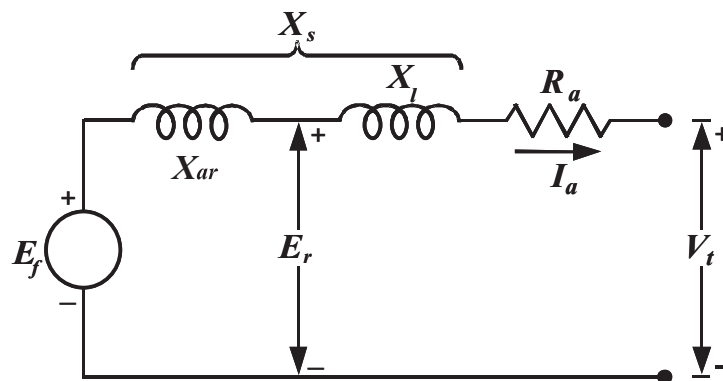 X_s
X_l
R_a
+
+
X_ar
I_a
+
E_f
E_r
V_t
−
−
-